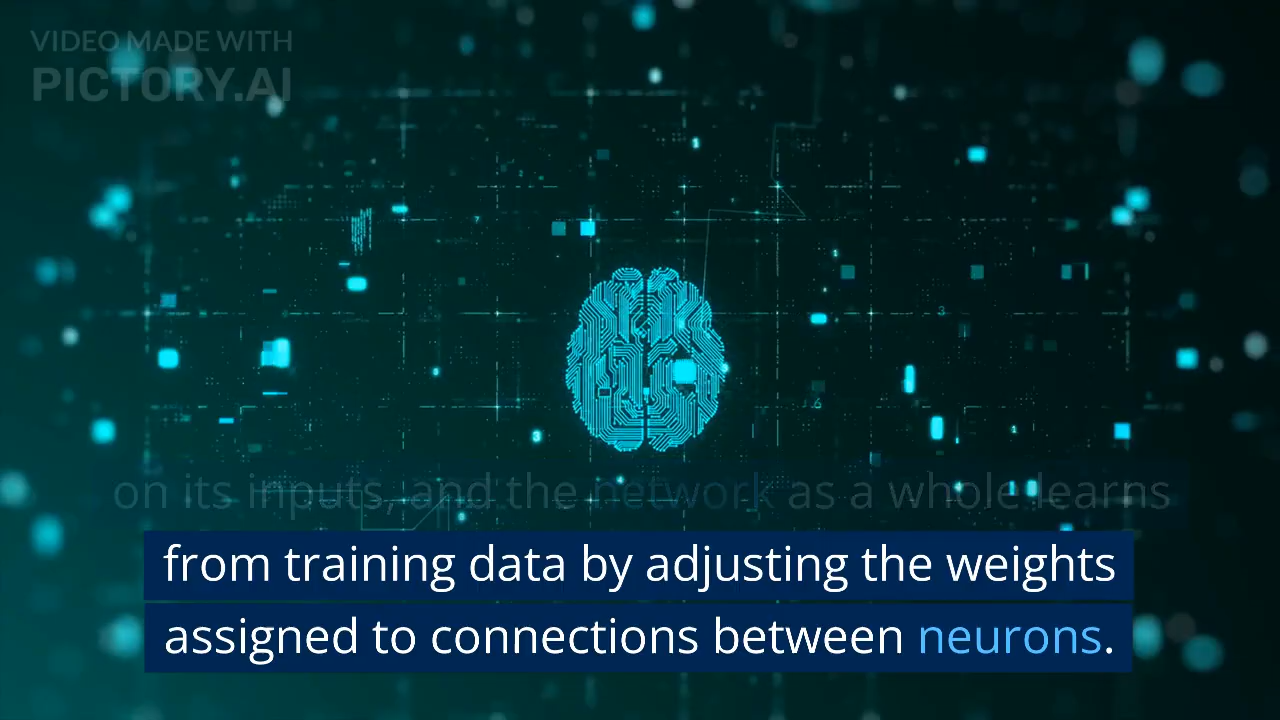 VIDEO MADE WITH
PICTORY.AI
on its inputs, and the network as a whole learns
from training data by adjusting the weights
assigned to connections between neurons.